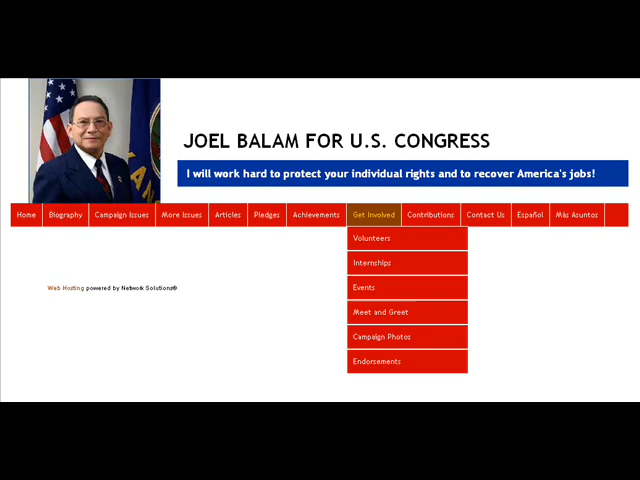 JOEL BALAM FOR U.S. CONGRESS
I will work hard to protect your individual rights and to recover America's jobs!
Home Biography Campaign Issues More Issues Articles Pledges Achievements Get Involved Contributions Contact Us Español Más Asuntos
Volunteers
Internships
Events
Meet and Greet
Campaign Photos
Endorsements
Web Hosting powered by Network Solutions®